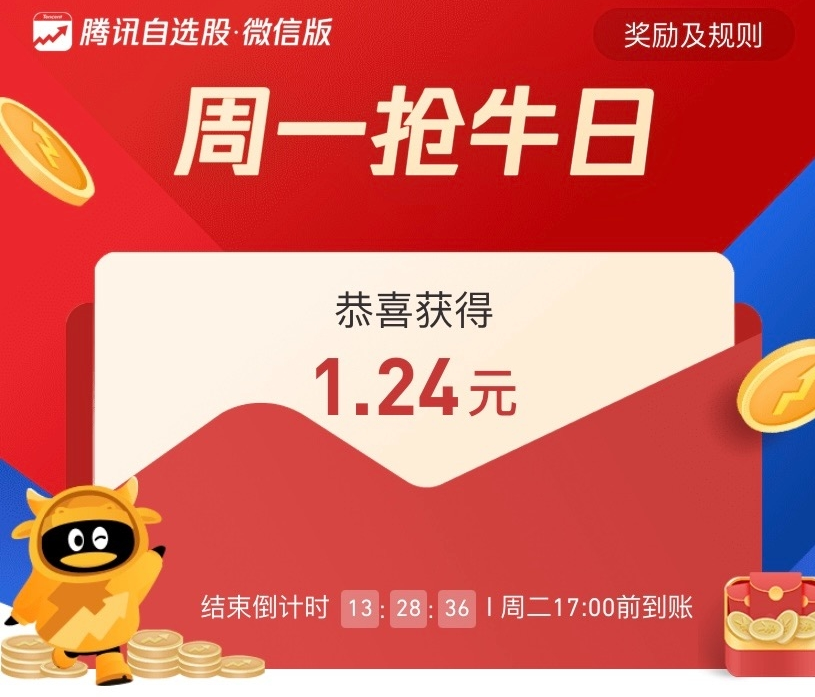 腾讯自选股·微信版
奖励及规则
周一抢牛日
恭喜获得
1.24元
结束倒计时 13:28:36 | 周二17:00前到账